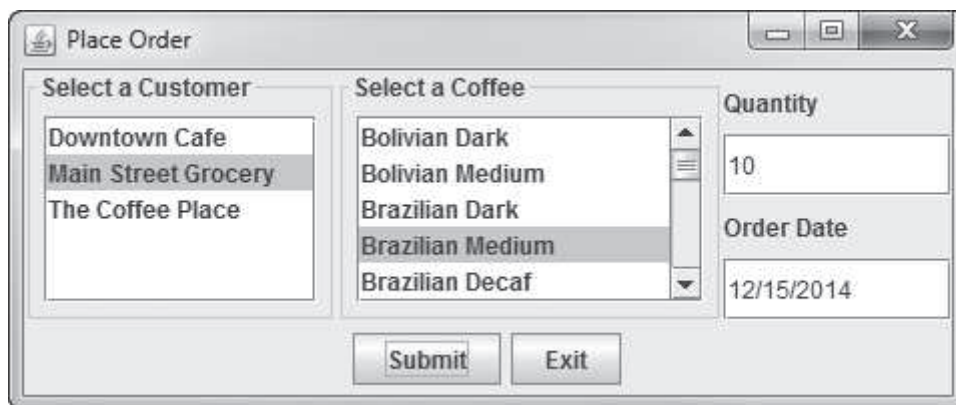 Place Order
Select a Customer
Downtown Cafe
Main Street Grocery
The Coffee Place
Select a Coffee
Bolivian Dark
Bolivian Medium
Brazilian Dark
Brazilian Medium
Brazilian Decaf
Quantity
10
Order Date
12/15/2014
Submit
Exit